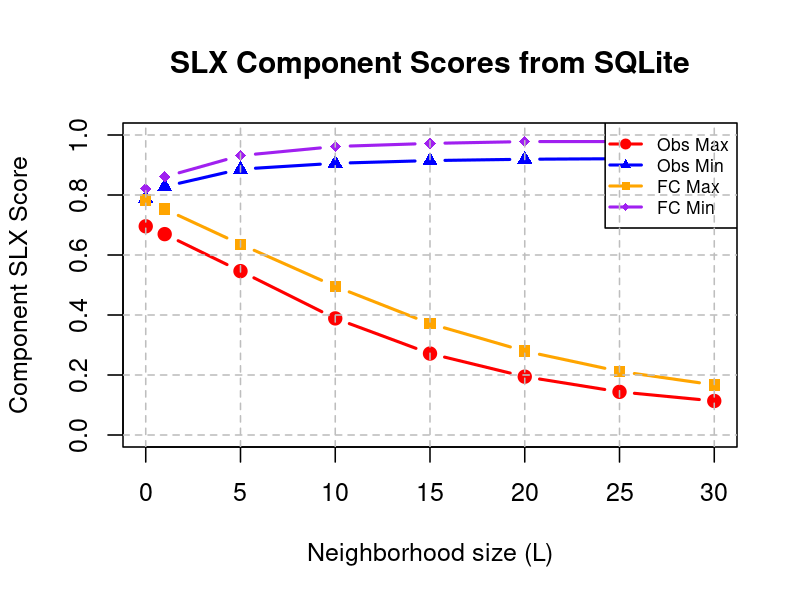 SLX Component Scores from SQLite
Component SLX Score
1.0
0.8
0.6
0.4
0.2
0.0
Obs Max
Obs Min
FC Max
FC Min
0 5 10 15 20 25 30
Neighborhood size (L)